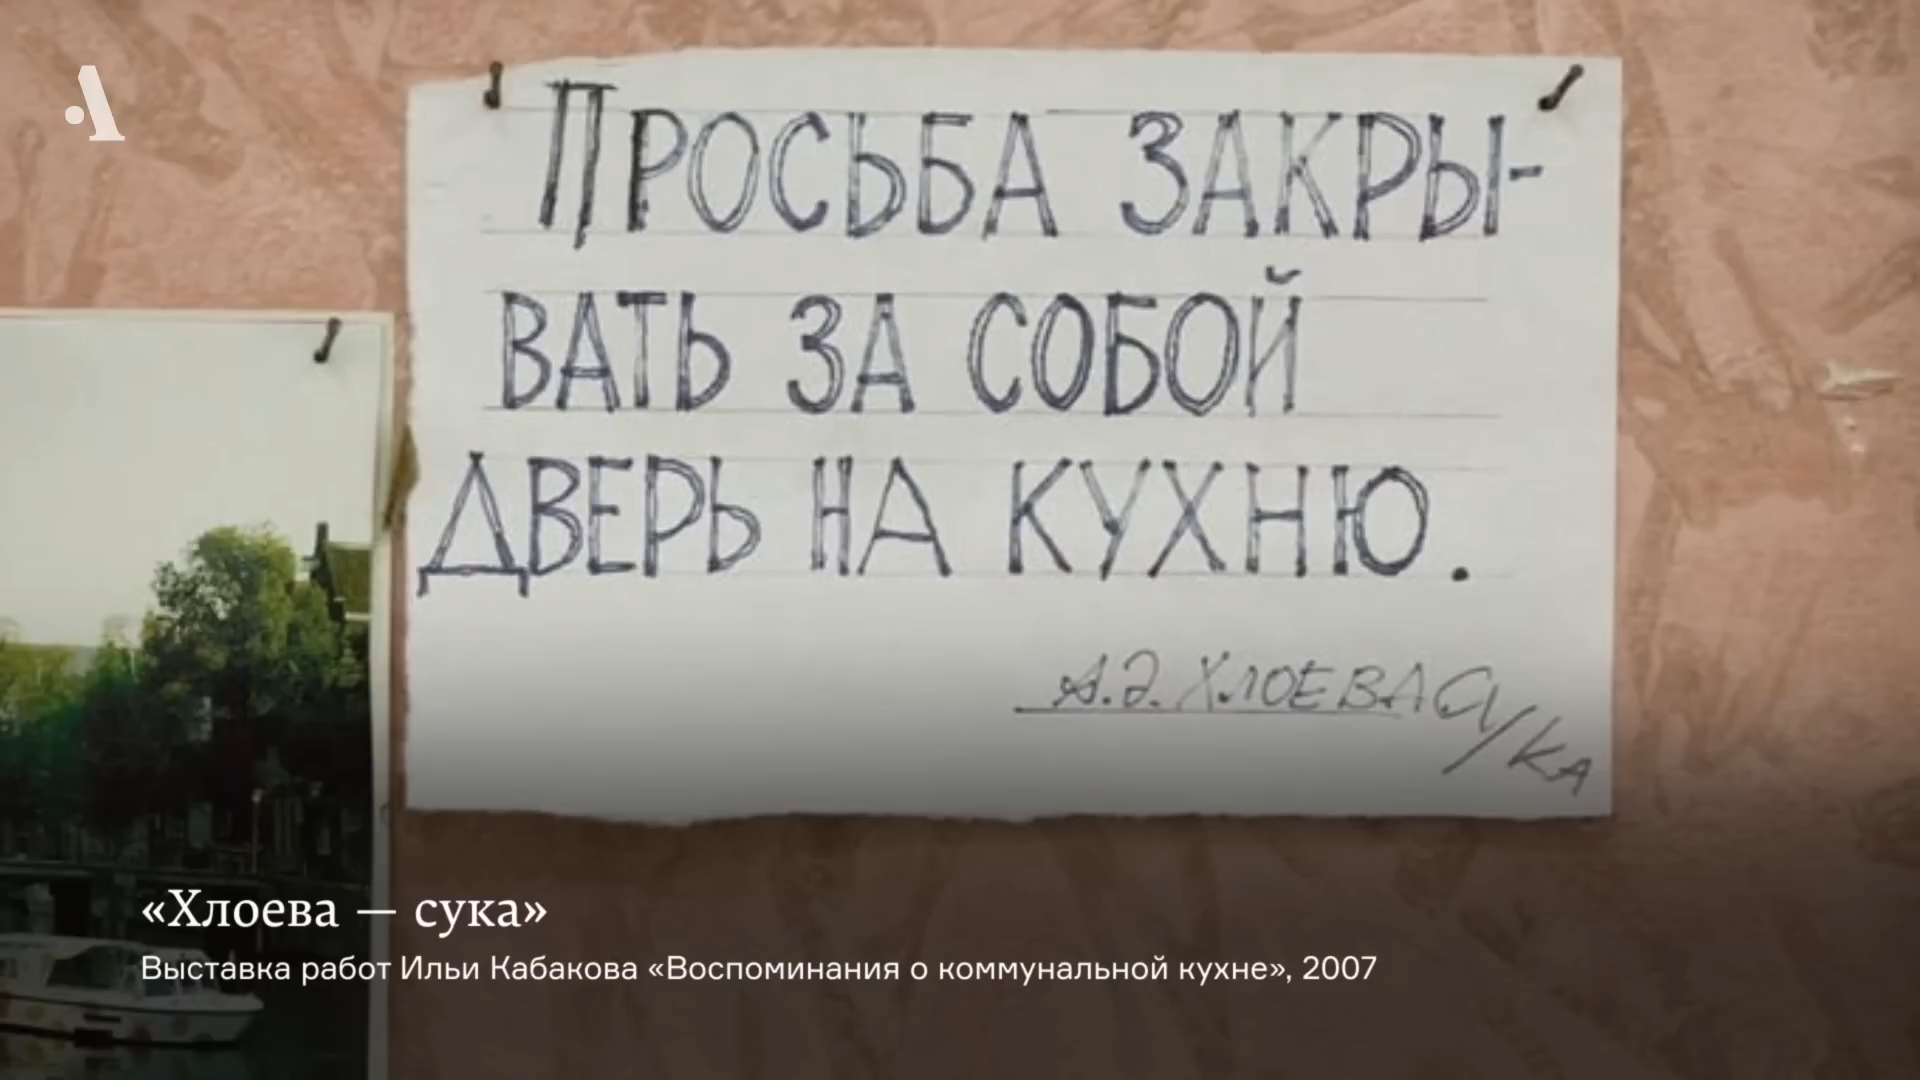 ПРОСЬБА ЗАКРЫ-
ВАТЬ ЗА СОБОЙ
ДВЕРЬ НА КУХНЮ.
А.Э. ХЛОЕВА СУКА
«Хлоева — сука»
Выставка работ Ильи Кабакова «Воспоминания о коммунальной кухне», 2007